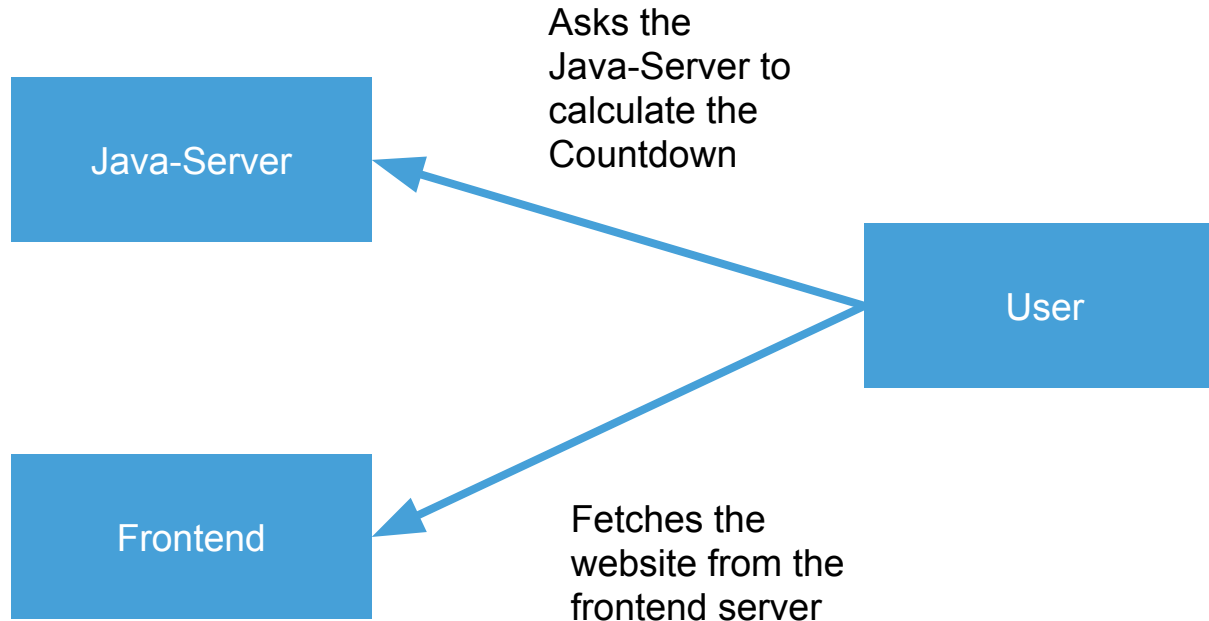 Asks the
Java-Server to
calculate the
Countdown
Java-Server
User
Frontend
Fetches the
website from the
frontend server